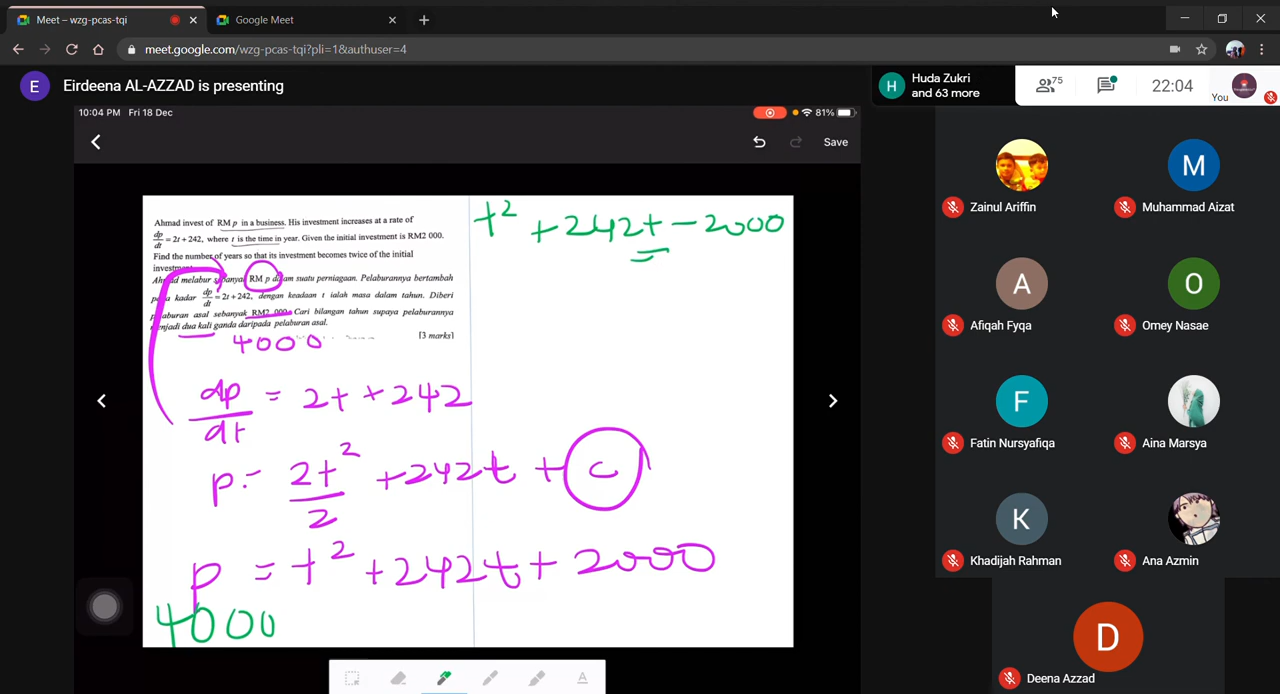 Meet – wzg-pcas-tqi
Google Meet
meet.google.com/wzg-pcas-tqi?pli=1&authuser=4
E
Eirdeena AL-AZZAD is presenting
H
Huda Zukri
and 63 more
75
22:04
You
10:04 PM Fri 18 Dec
81%
Save
Ahmad invest of RM p in a business. His investment increases at a rate of
dp/dt = 2t + 242, where t is the time in year. Given the initial investment is RM2 000.
Find the number of years so that its investment becomes twice of the initial
investment.
Ahmad melabur sebanyak RM p dalam suatu perniagaan. Pelaburannya bertambah
pada kadar dp/dt = 2t + 242, dengan keadaan t ialah masa dalam tahun. Diberi
pelaburan asal sebanyak RM2 000. Cari bilangan tahun supaya pelaburannya
menjadi dua kali ganda daripada pelaburan asal.
[3 marks]
4000
dp/dt = 2t + 242
p = 2t²/2 + 242t + c
p = t² + 242t + 2000
4000
t² + 242t - 2000
Zainul Ariffin
M
Muhammad Aizat
A
Afiqah Fyqa
O
Omey Nasae
F
Fatin Nursyafiqa
Aina Marsya
K
Khadijah Rahman
Ana Azmin
D
Deena Azzad
A